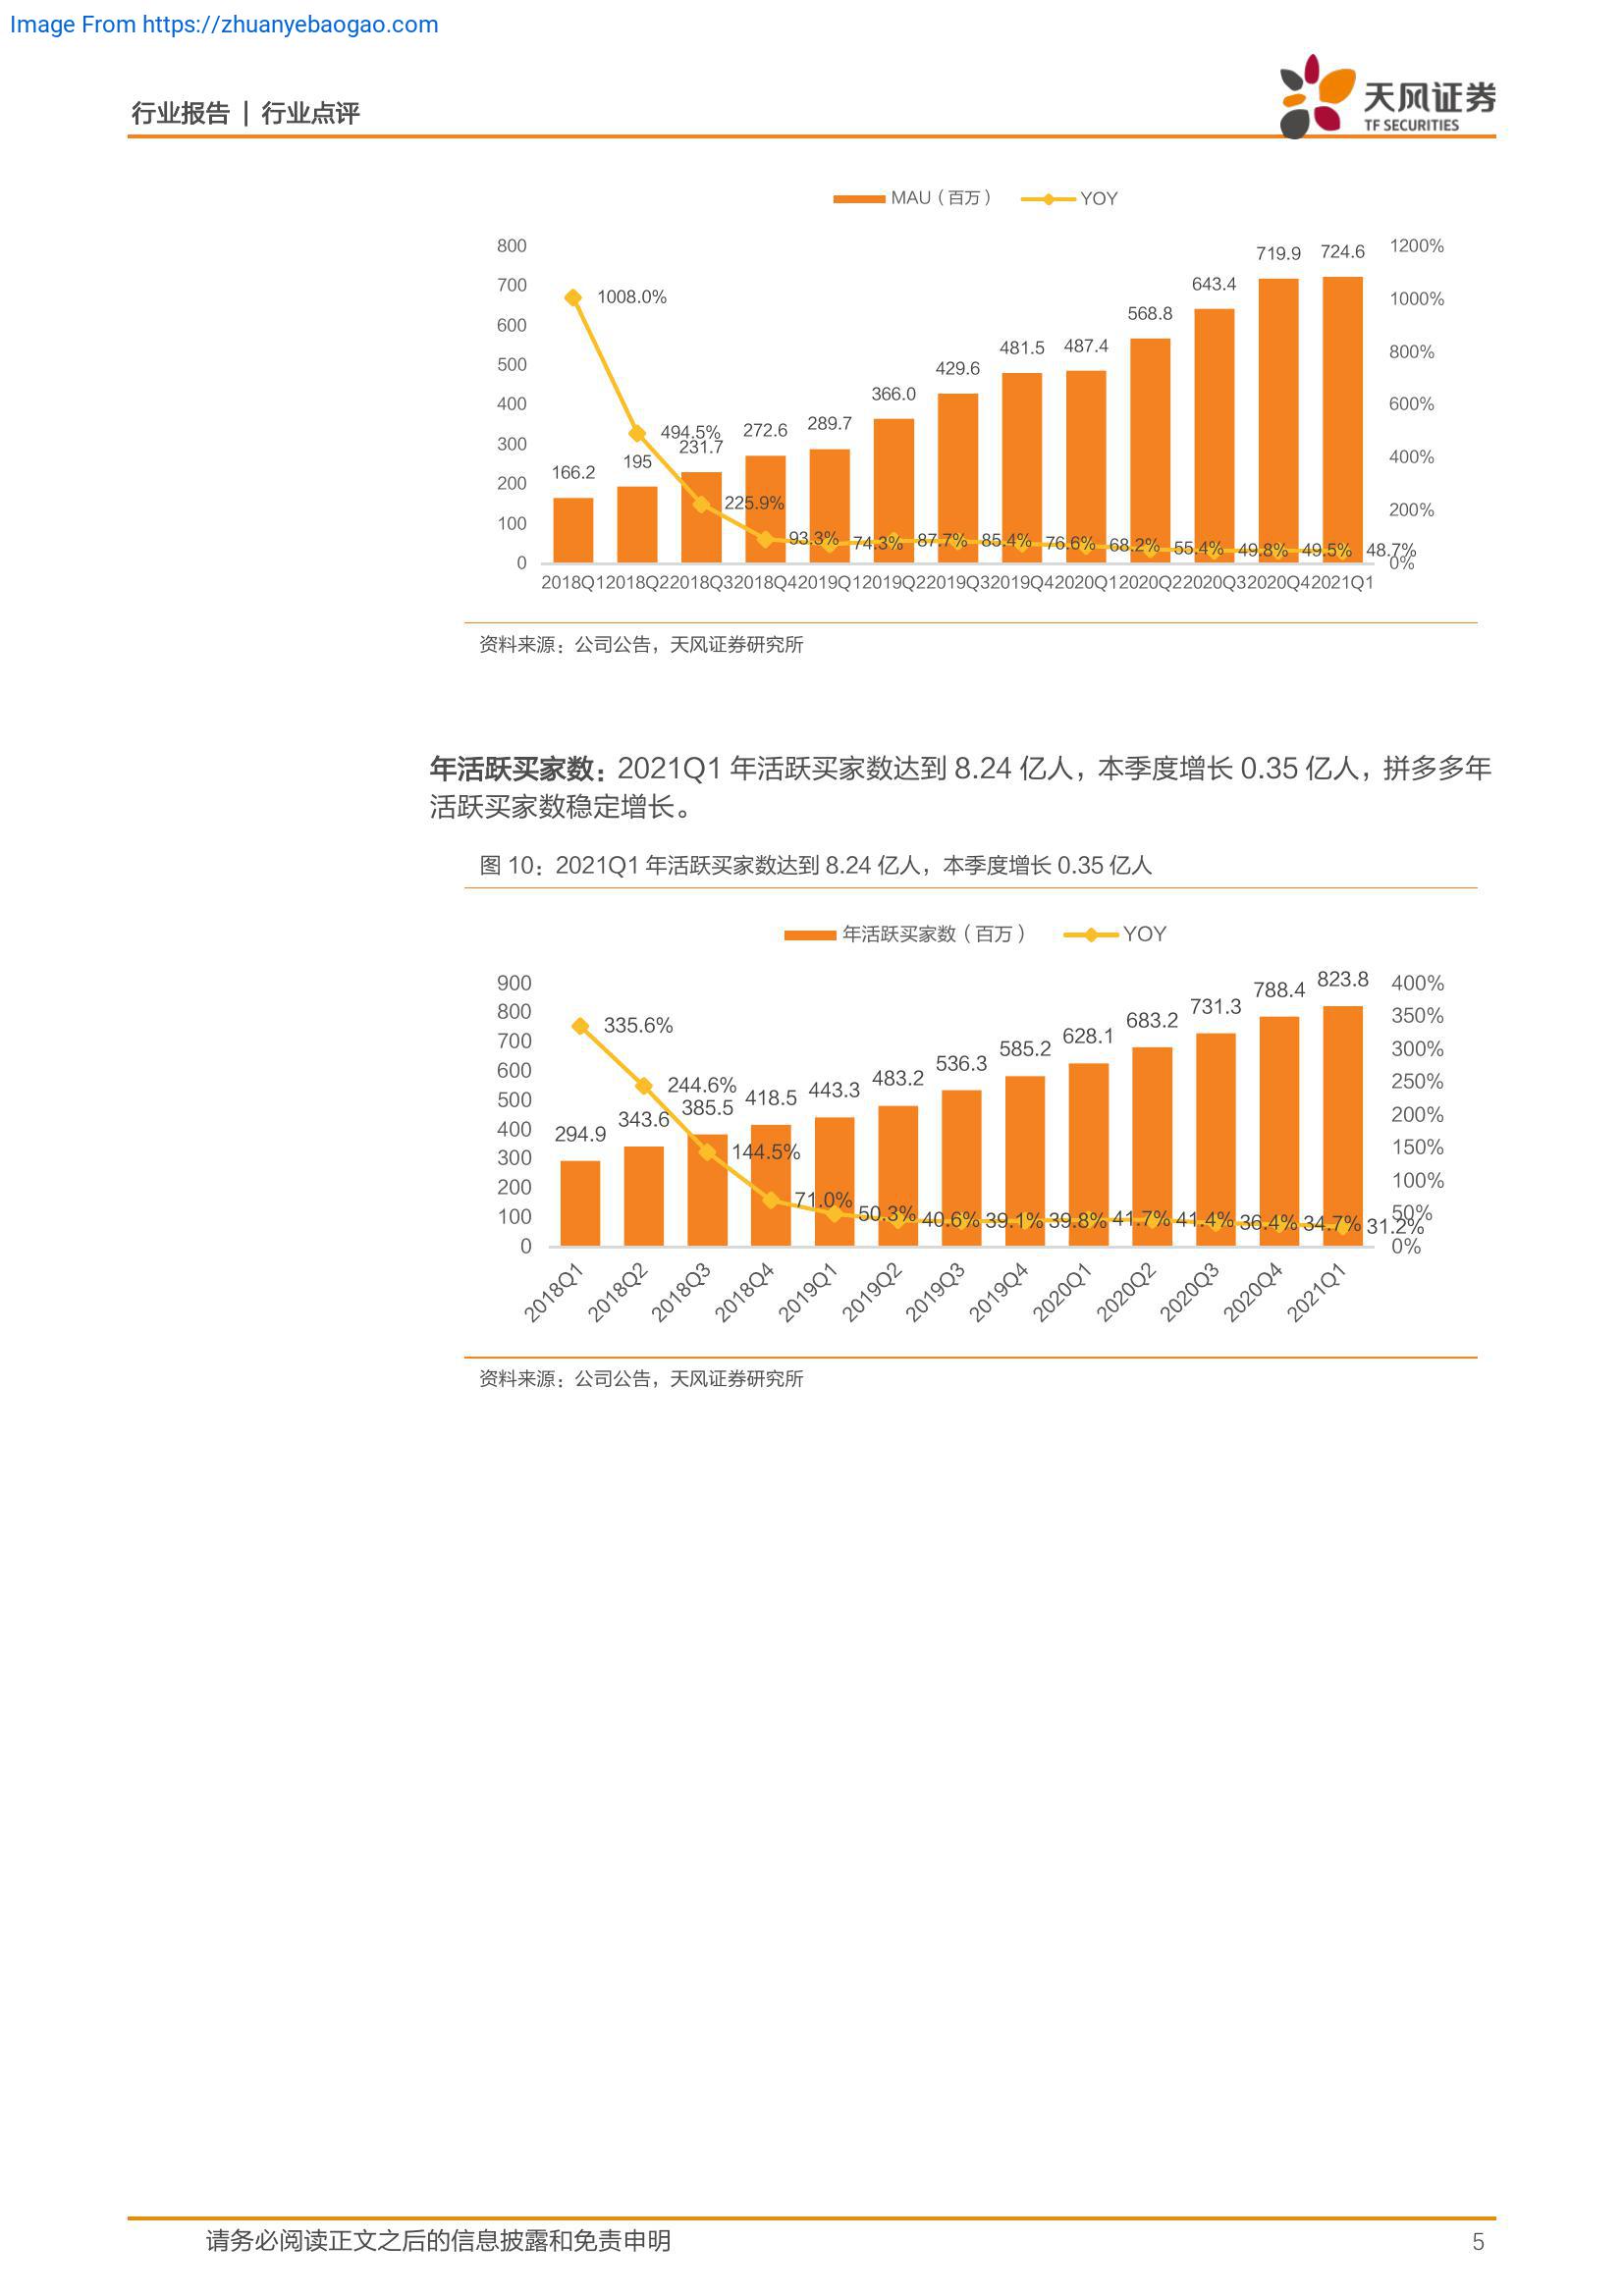 Image From https://zhuanyebaogao.com
行业报告 | 行业点评
天风证券
TF SECURITIES
MAU（百万） YOY
800 700 600 500 400 300 200 100 0
1200% 1000% 800% 600% 400% 200% 0%
166.2 195 231.7 272.6 289.7 366.0 429.6 481.5 487.4 568.8 643.4 719.9 724.6
1008.0% 494.5% 225.9% 93.3% 74.3% 87.7% 85.4% 76.6% 68.2% 55.4% 49.8% 49.5% 48.7%
2018Q1 2018Q2 2018Q3 2018Q4 2019Q1 2019Q2 2019Q3 2019Q4 2020Q1 2020Q2 2020Q3 2020Q4 2021Q1
资料来源：公司公告，天风证券研究所
年活跃买家数：2021Q1 年活跃买家数达到 8.24 亿人，本季度增长 0.35 亿人，拼多多年
活跃买家数稳定增长。
图 10：2021Q1 年活跃买家数达到 8.24 亿人，本季度增长 0.35 亿人
年活跃买家数（百万） YOY
900 800 700 600 500 400 300 200 100 0
400% 350% 300% 250% 200% 150% 100% 50% 0%
294.9 343.6 385.5 418.5 443.3 483.2 536.3 585.2 628.1 683.2 731.3 788.4 823.8
335.6% 244.6% 144.5% 71.0% 50.3% 40.6% 39.1% 39.8% 41.7% 41.4% 36.4% 34.7% 31.2%
2018Q1 2018Q2 2018Q3 2018Q4 2019Q1 2019Q2 2019Q3 2019Q4 2020Q1 2020Q2 2020Q3 2020Q4 2021Q1
资料来源：公司公告，天风证券研究所
请务必阅读正文之后的信息披露和免责申明 5